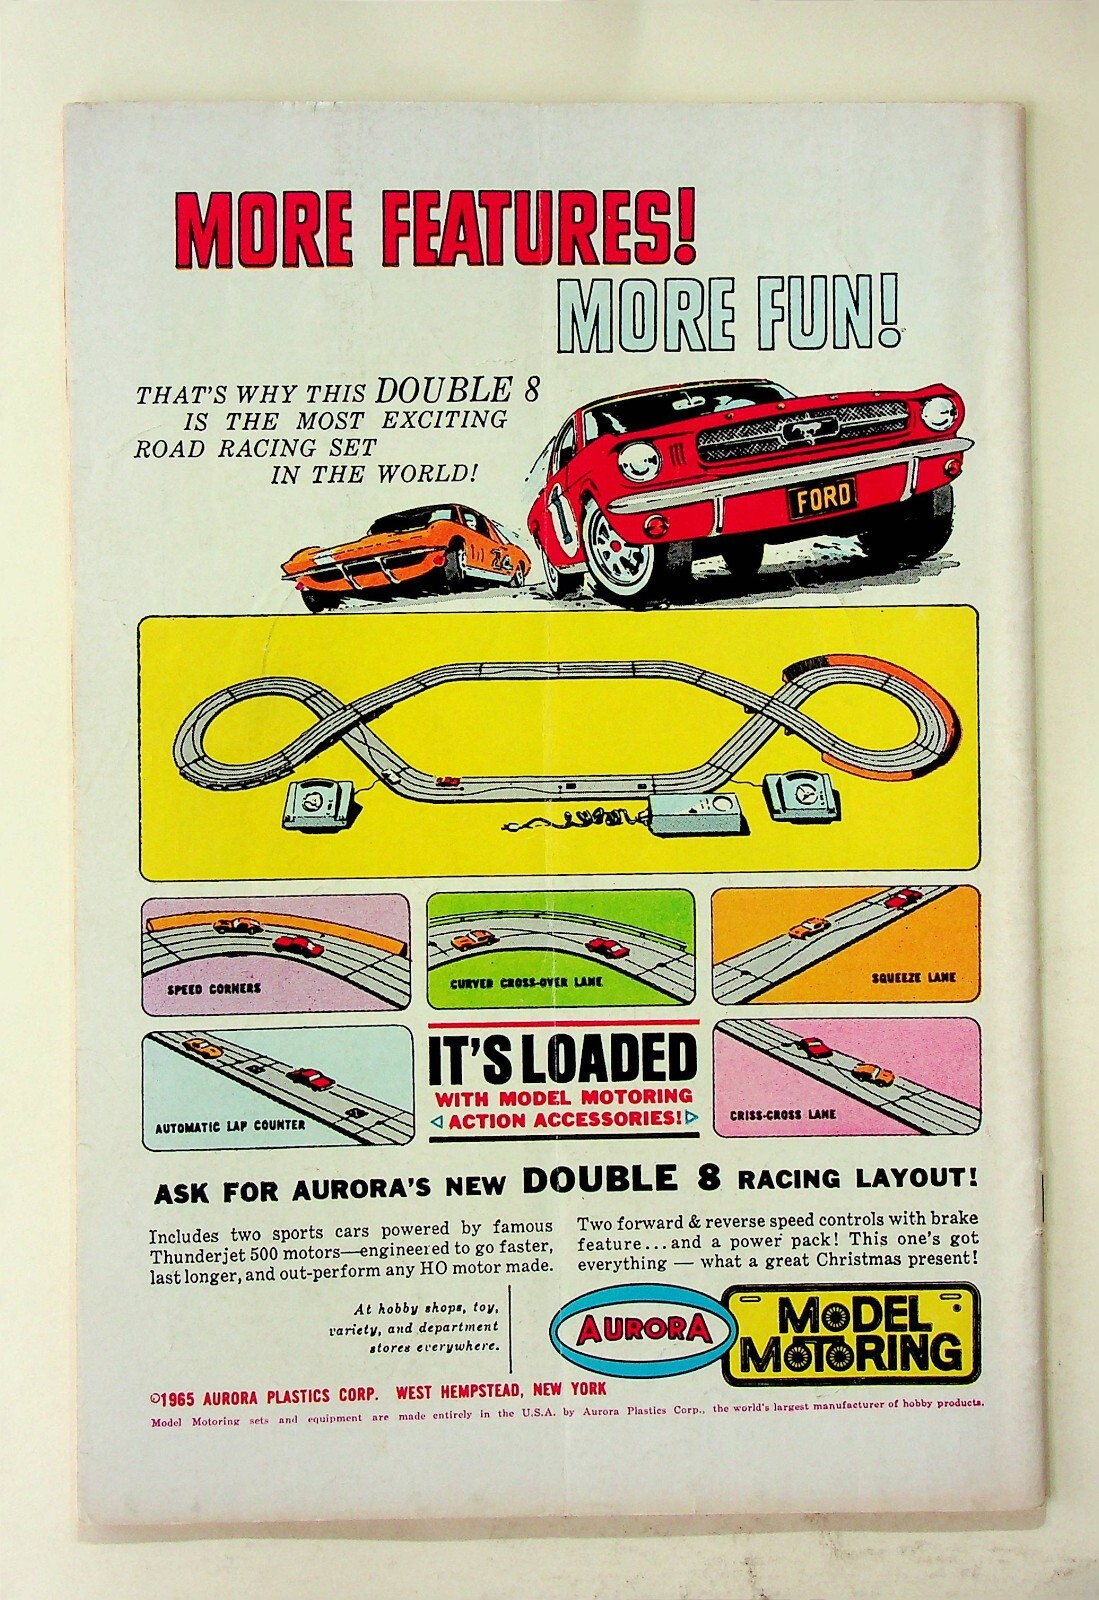 MORE FEATURES!
MORE FUN!
THAT'S WHY THIS DOUBLE 8
IS THE MOST EXCITING
ROAD RACING SET
IN THE WORLD!
1
FORD
SPEED CORNERS
CURVED CROSS-OVER LANE
SQUEEZE LANE
AUTOMATIC LAP COUNTER
IT'S LOADED
WITH MODEL MOTORING
ACTION ACCESSORIES!
CRISS-CROSS LANE
ASK FOR AURORA'S NEW DOUBLE 8 RACING LAYOUT!
Includes two sports cars powered by famous
Thunderjet 500 motors—engineered to go faster,
last longer, and out-perform any HO motor made.
Two forward & reverse speed controls with brake
feature...and a power pack! This one's got
everything — what a great Christmas present!
At hobby shops, toy,
variety, and department
stores everywhere.
AURORA
MODEL
MOTORING
©1965 AURORA PLASTICS CORP. WEST HEMPSTEAD, NEW YORK
Model Motoring sets and equipment are made entirely in the U.S.A. by Aurora Plastics Corp., the world's largest manufacturer of hobby products.